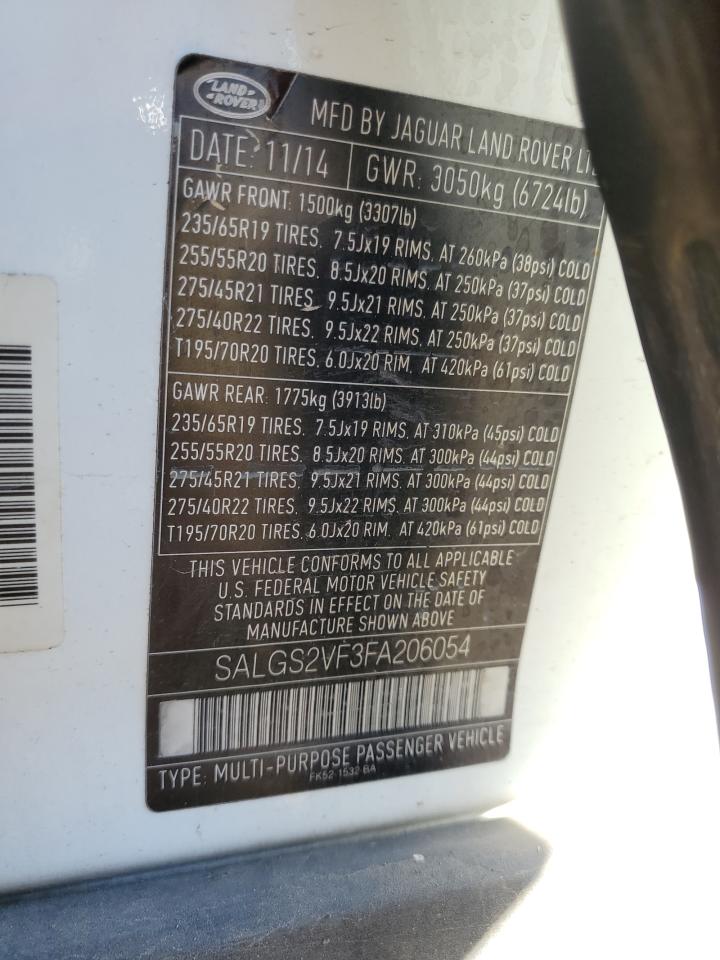 LAND
ROVER
MFD BY JAGUAR LAND ROVER
DATE: 11/14 GWR: 3050kg (6724lb)
GAWR FRONT: 1500kg (3307lb)
235/65R19 TIRES, 7.5Jx19 RIMS, AT 260kPa (38psi) COLD
255/55R20 TIRES, 8.5Jx20 RIMS, AT 250kPa (37psi) COLD
275/45R21 TIRES, 9.5Jx21 RIMS, AT 250kPa (37psi) COLD
275/40R22 TIRES, 9.5Jx22 RIMS, AT 250kPa (37psi) COLD
T195/70R20 TIRES, 6.0Jx20 RIM, AT 420kPa (61psi) COLD
GAWR REAR: 1775kg (3913lb)
235/65R19 TIRES, 7.5Jx19 RIMS, AT 310kPa (45psi) COLD
255/55R20 TIRES, 8.5Jx20 RIMS, AT 300kPa (44psi) COLD
275/45R21 TIRES, 9.5Jx21 RIMS, AT 300kPa (44psi) COLD
275/40R22 TIRES, 9.5Jx22 RIMS, AT 300kPa (44psi) COLD
T195/70R20 TIRES, 6.0Jx20 RIM, AT 420kPa (61psi) COLD
THIS VEHICLE CONFORMS TO ALL APPLICABLE
U.S. FEDERAL MOTOR VEHICLE SAFETY
STANDARDS IN EFFECT ON THE DATE OF
MANUFACTURE SHOWN ABOVE
SALGS2VF3FA206054
TYPE: MULTI-PURPOSE PASSENGER VEHICLE
FK52-1532-BA